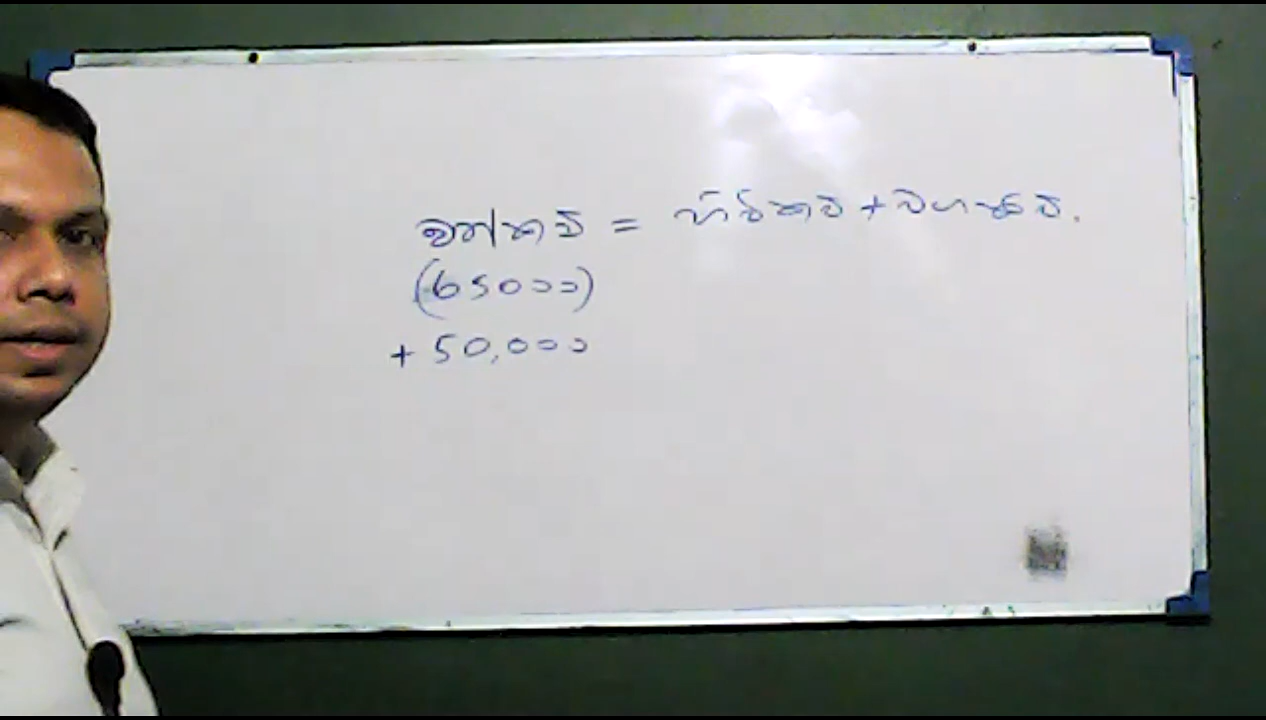 වත්කම් = හිමිකම් + වගකීම්.
(65000)
+ 50,000